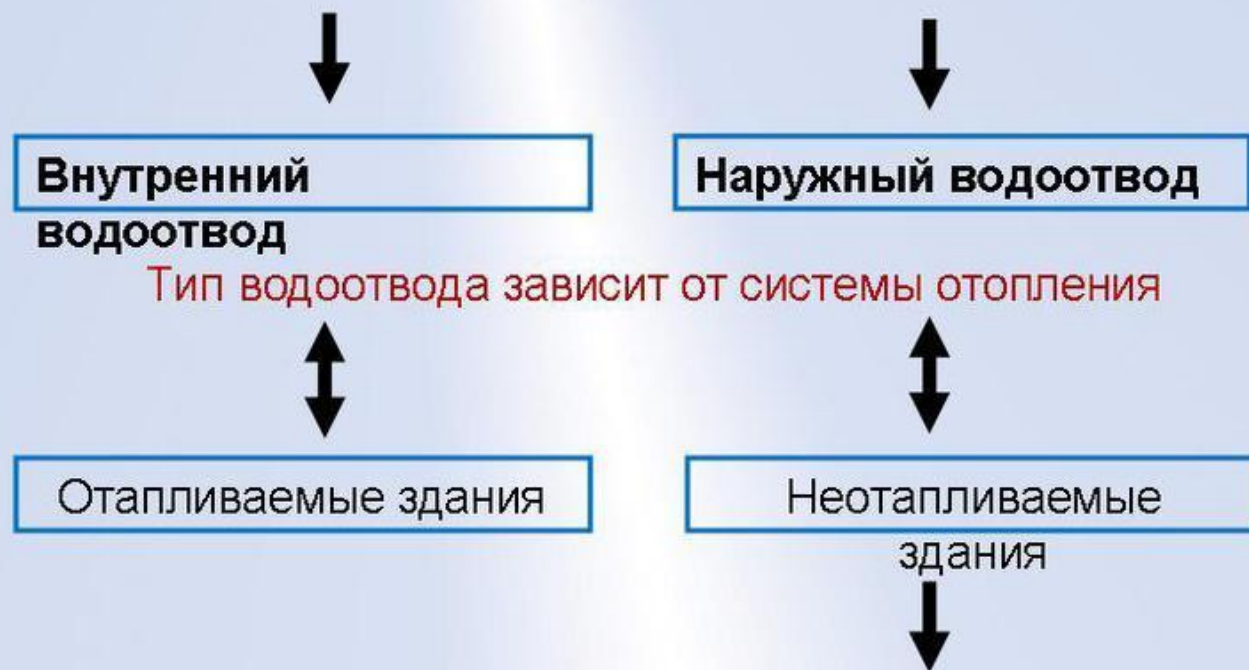 Внутренний
водоотвод
Наружный водоотвод
Тип водоотвода зависит от системы отопления
Отапливаемые здания
Неотапливаемые
здания